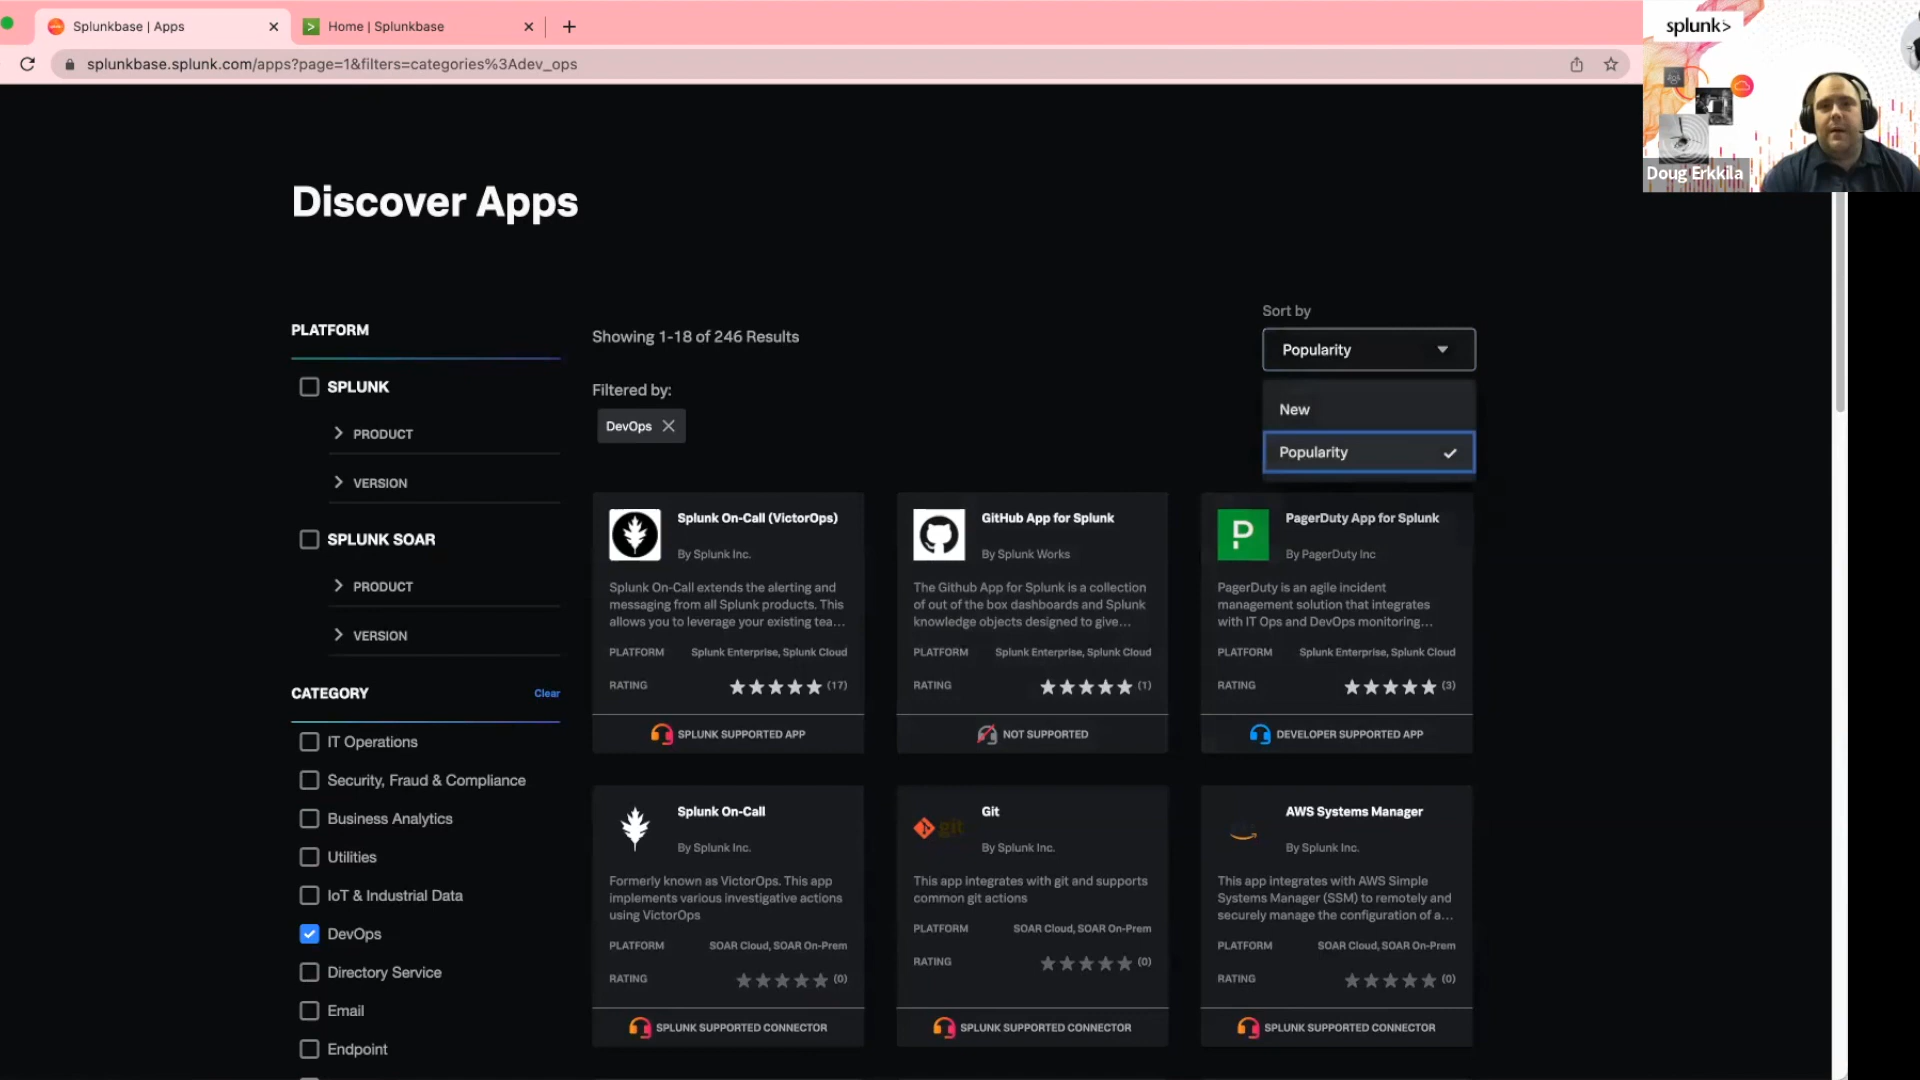 Splunkbase | Apps
Home | Splunkbase
splunkbase.splunk.com/apps?page=1&filters=categories%3Adev_ops
splunk>
Doug Erkkila
Discover Apps
PLATFORM
SPLUNK
PRODUCT
VERSION
SPLUNK SOAR
PRODUCT
VERSION
CATEGORY
Clear
IT Operations
Security, Fraud & Compliance
Business Analytics
Utilities
IoT & Industrial Data
DevOps
Directory Service
Email
Endpoint
Showing 1-18 of 246 Results
Filtered by:
DevOps
Sort by
Popularity
New
Popularity
Splunk On-Call (VictorOps)
By Splunk Inc.
Splunk On-Call extends the alerting and
messaging from all Splunk products. This
allows you to leverage your existing tea...
PLATFORM Splunk Enterprise, Splunk Cloud
RATING (17)
SPLUNK SUPPORTED APP
GitHub App for Splunk
By Splunk Works
The Github App for Splunk is a collection
of out of the box dashboards and Splunk
knowledge objects designed to give...
PLATFORM Splunk Enterprise, Splunk Cloud
RATING (1)
NOT SUPPORTED
P
PagerDuty App for Splunk
By PagerDuty Inc
PagerDuty is an agile incident
management solution that integrates
with IT Ops and DevOps monitoring...
PLATFORM Splunk Enterprise, Splunk Cloud
RATING (3)
DEVELOPER SUPPORTED APP
Splunk On-Call
By Splunk Inc.
Formerly known as VictorOps. This app
implements various investigative actions
using VictorOps
PLATFORM SOAR Cloud, SOAR On-Prem
RATING (0)
SPLUNK SUPPORTED CONNECTOR
git
Git
By Splunk Inc.
This app integrates with git and supports
common git actions
PLATFORM SOAR Cloud, SOAR On-Prem
RATING (0)
SPLUNK SUPPORTED CONNECTOR
AWS Systems Manager
By Splunk Inc.
This app integrates with AWS Simple
Systems Manager (SSM) to remotely and
securely manage the configuration of a...
PLATFORM SOAR Cloud, SOAR On-Prem
RATING (0)
SPLUNK SUPPORTED CONNECTOR